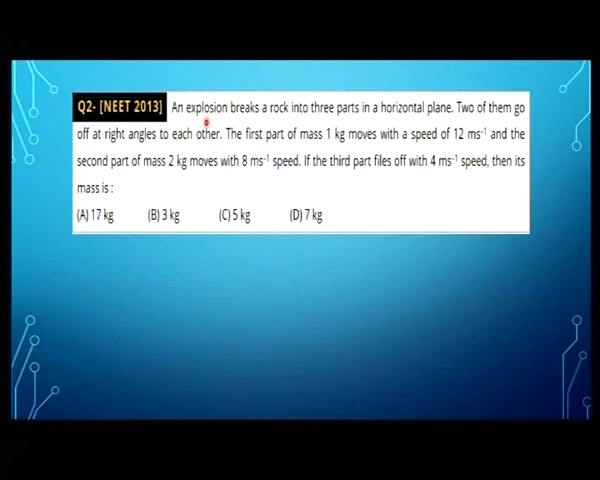 Q2- [NEET 2013] An explosion breaks a rock into three parts in a horizontal plane. Two of them go
off at right angles to each other. The first part of mass 1 kg moves with a speed of 12 ms⁻¹ and the
second part of mass 2 kg moves with 8 ms⁻¹ speed. If the third part files off with 4 ms⁻¹ speed, then its
mass is :
(A) 17 kg (B) 3 kg (C) 5 kg (D) 7 kg